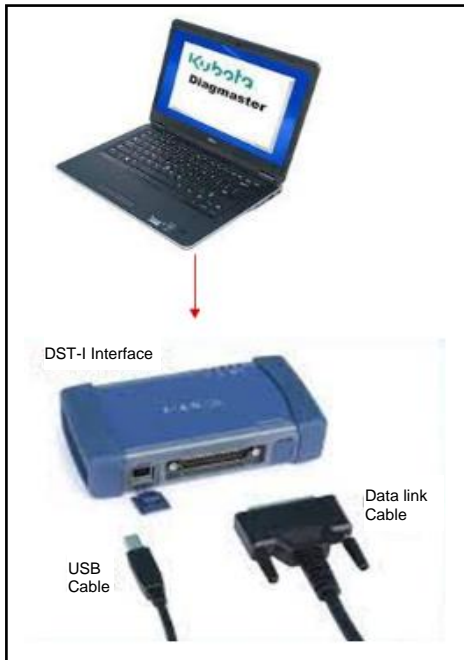 Kubota
Diagmaster
DST-I Interface
Data link
Cable
USB
Cable